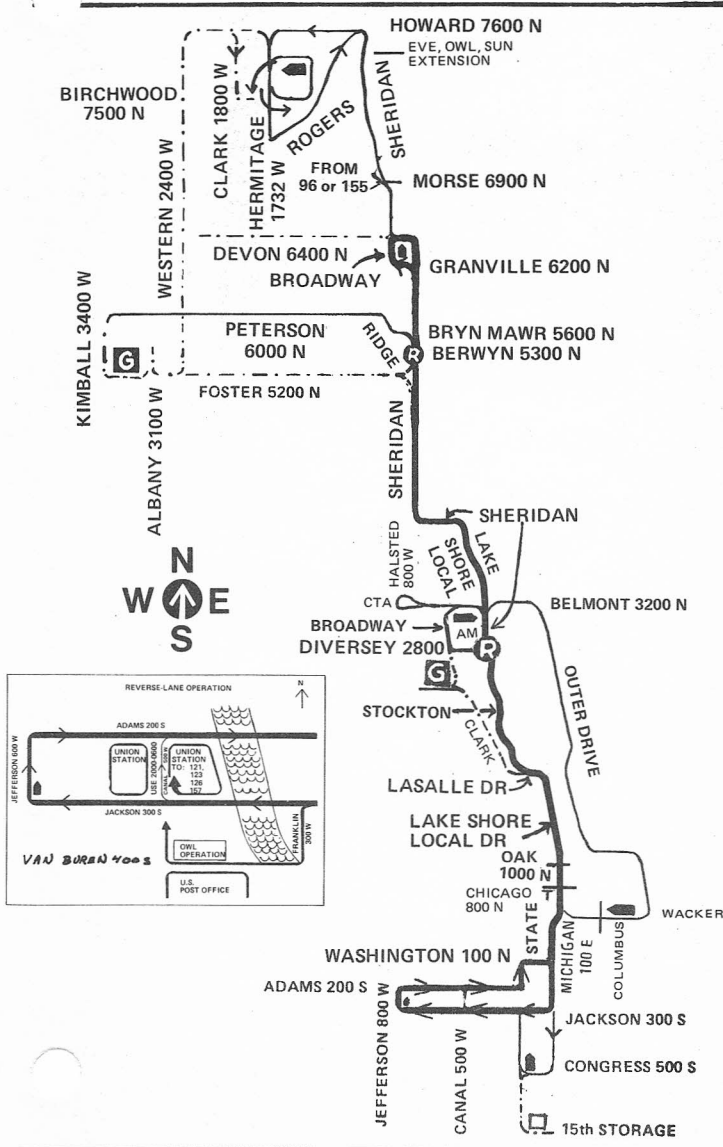 HOWARD 7600 N
EVE, OWL, SUN
EXTENSION
BIRCHWOOD
7500 N
CLARK 1800 W
HERMITAGE
1732 W
ROGERS
SHERIDAN
WESTERN 2400 W
FROM
96 or 155
MORSE 6900 N
DEVON 6400 N
BROADWAY
GRANVILLE 6200 N
KIMBALL 3400 W
PETERSON
6000 N
RIDGE
BRYN MAWR 5600 N
R
BERWYN 5300 N
G
FOSTER 5200 N
ALBANY 3100 W
SHERIDAN
SHERIDAN
LAKE
SHORE
LOCAL
HALSTED
800 W
N
W E
S
CTA
BELMONT 3200 N
BROADWAY
AM
DIVERSEY 2800
R
G
OUTER DRIVE
STOCKTON
CLARK
LASALLE DR
LAKE SHORE
LOCAL DR
OAK
1000 N
CHICAGO
800 N
T
STATE
MICHIGAN
100 E
COLUMBUS
WACKER
WASHINGTON 100 N
ADAMS 200 S
JEFFERSON 800 W
CANAL 500 W
JACKSON 300 S
CONGRESS 500 S
15th STORAGE
REVERSE-LANE OPERATION
N
ADAMS 200 S
JEFFERSON 600 W
UNION
STATION
USE 2000-0600
CANAL 500 W
UNION
STATION
TO: 121,
123
126
157
JACKSON 300 S
FRANKLIN
300 W
OWL
OPERATION
VAN BUREN 400 S
U.S.
POST OFFICE